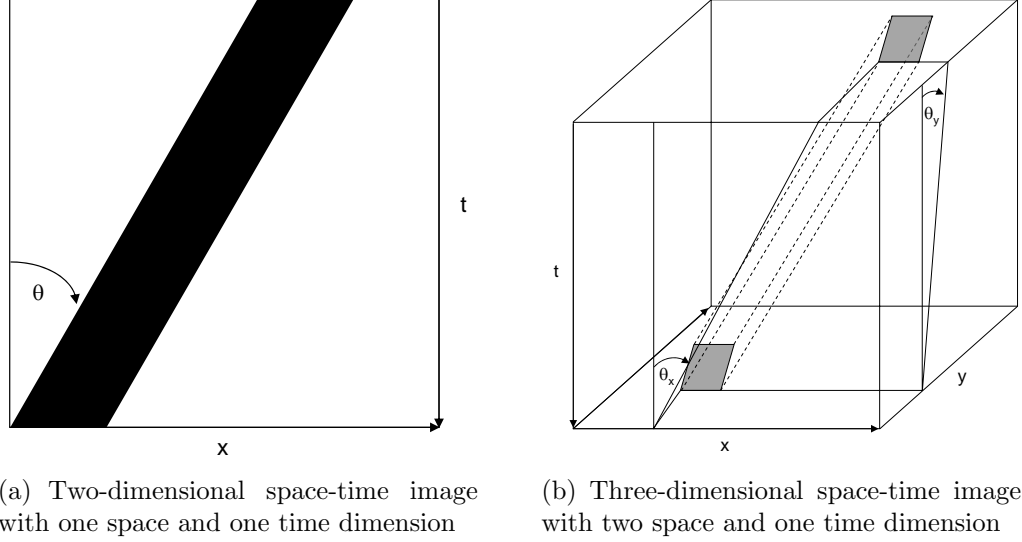 t
θ
x
θy
t
θx
y
x
(a) Two-dimensional space-time image
with one space and one time dimension
(b) Three-dimensional space-time image
with two space and one time dimension